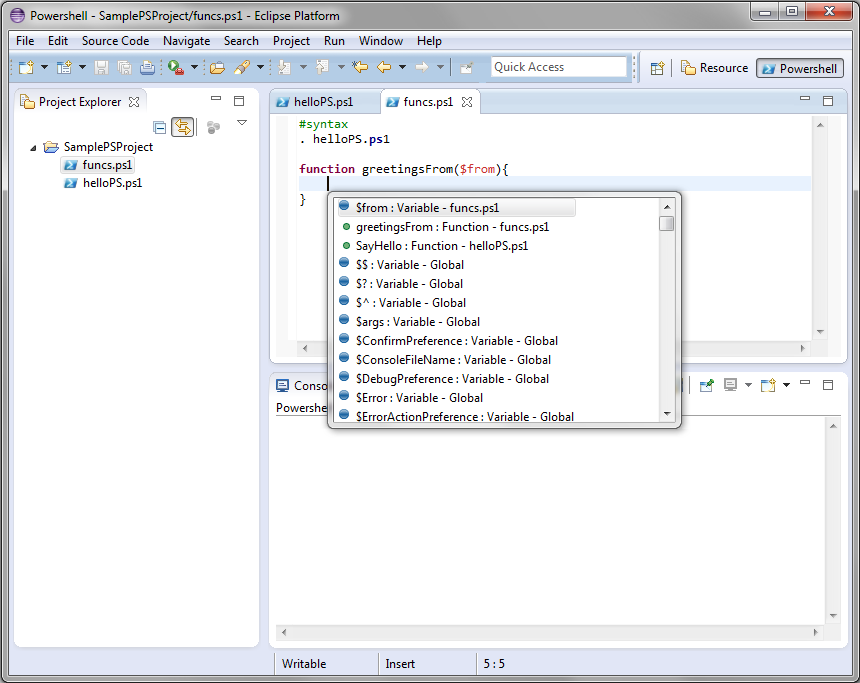 Powershell - SamplePSProject/funcs.ps1 - Eclipse Platform
File Edit Source Code Navigate Search Project Run Window Help
Quick Access
Resource
Powershell
Project Explorer
SamplePSProject
funcs.ps1
helloPS.ps1
helloPS.ps1
funcs.ps1
#syntax
. helloPS.ps1
function greetingsFrom($from){
}
$from : Variable - funcs.ps1
greetingsFrom : Function - funcs.ps1
SayHello : Function - helloPS.ps1
$$ : Variable - Global
$? : Variable - Global
$^ : Variable - Global
$args : Variable - Global
$ConfirmPreference : Variable - Global
$ConsoleFileName : Variable - Global
$DebugPreference : Variable - Global
$Error : Variable - Global
$ErrorActionPreference : Variable - Global
Conso
Powershe
Writable Insert 5 : 5